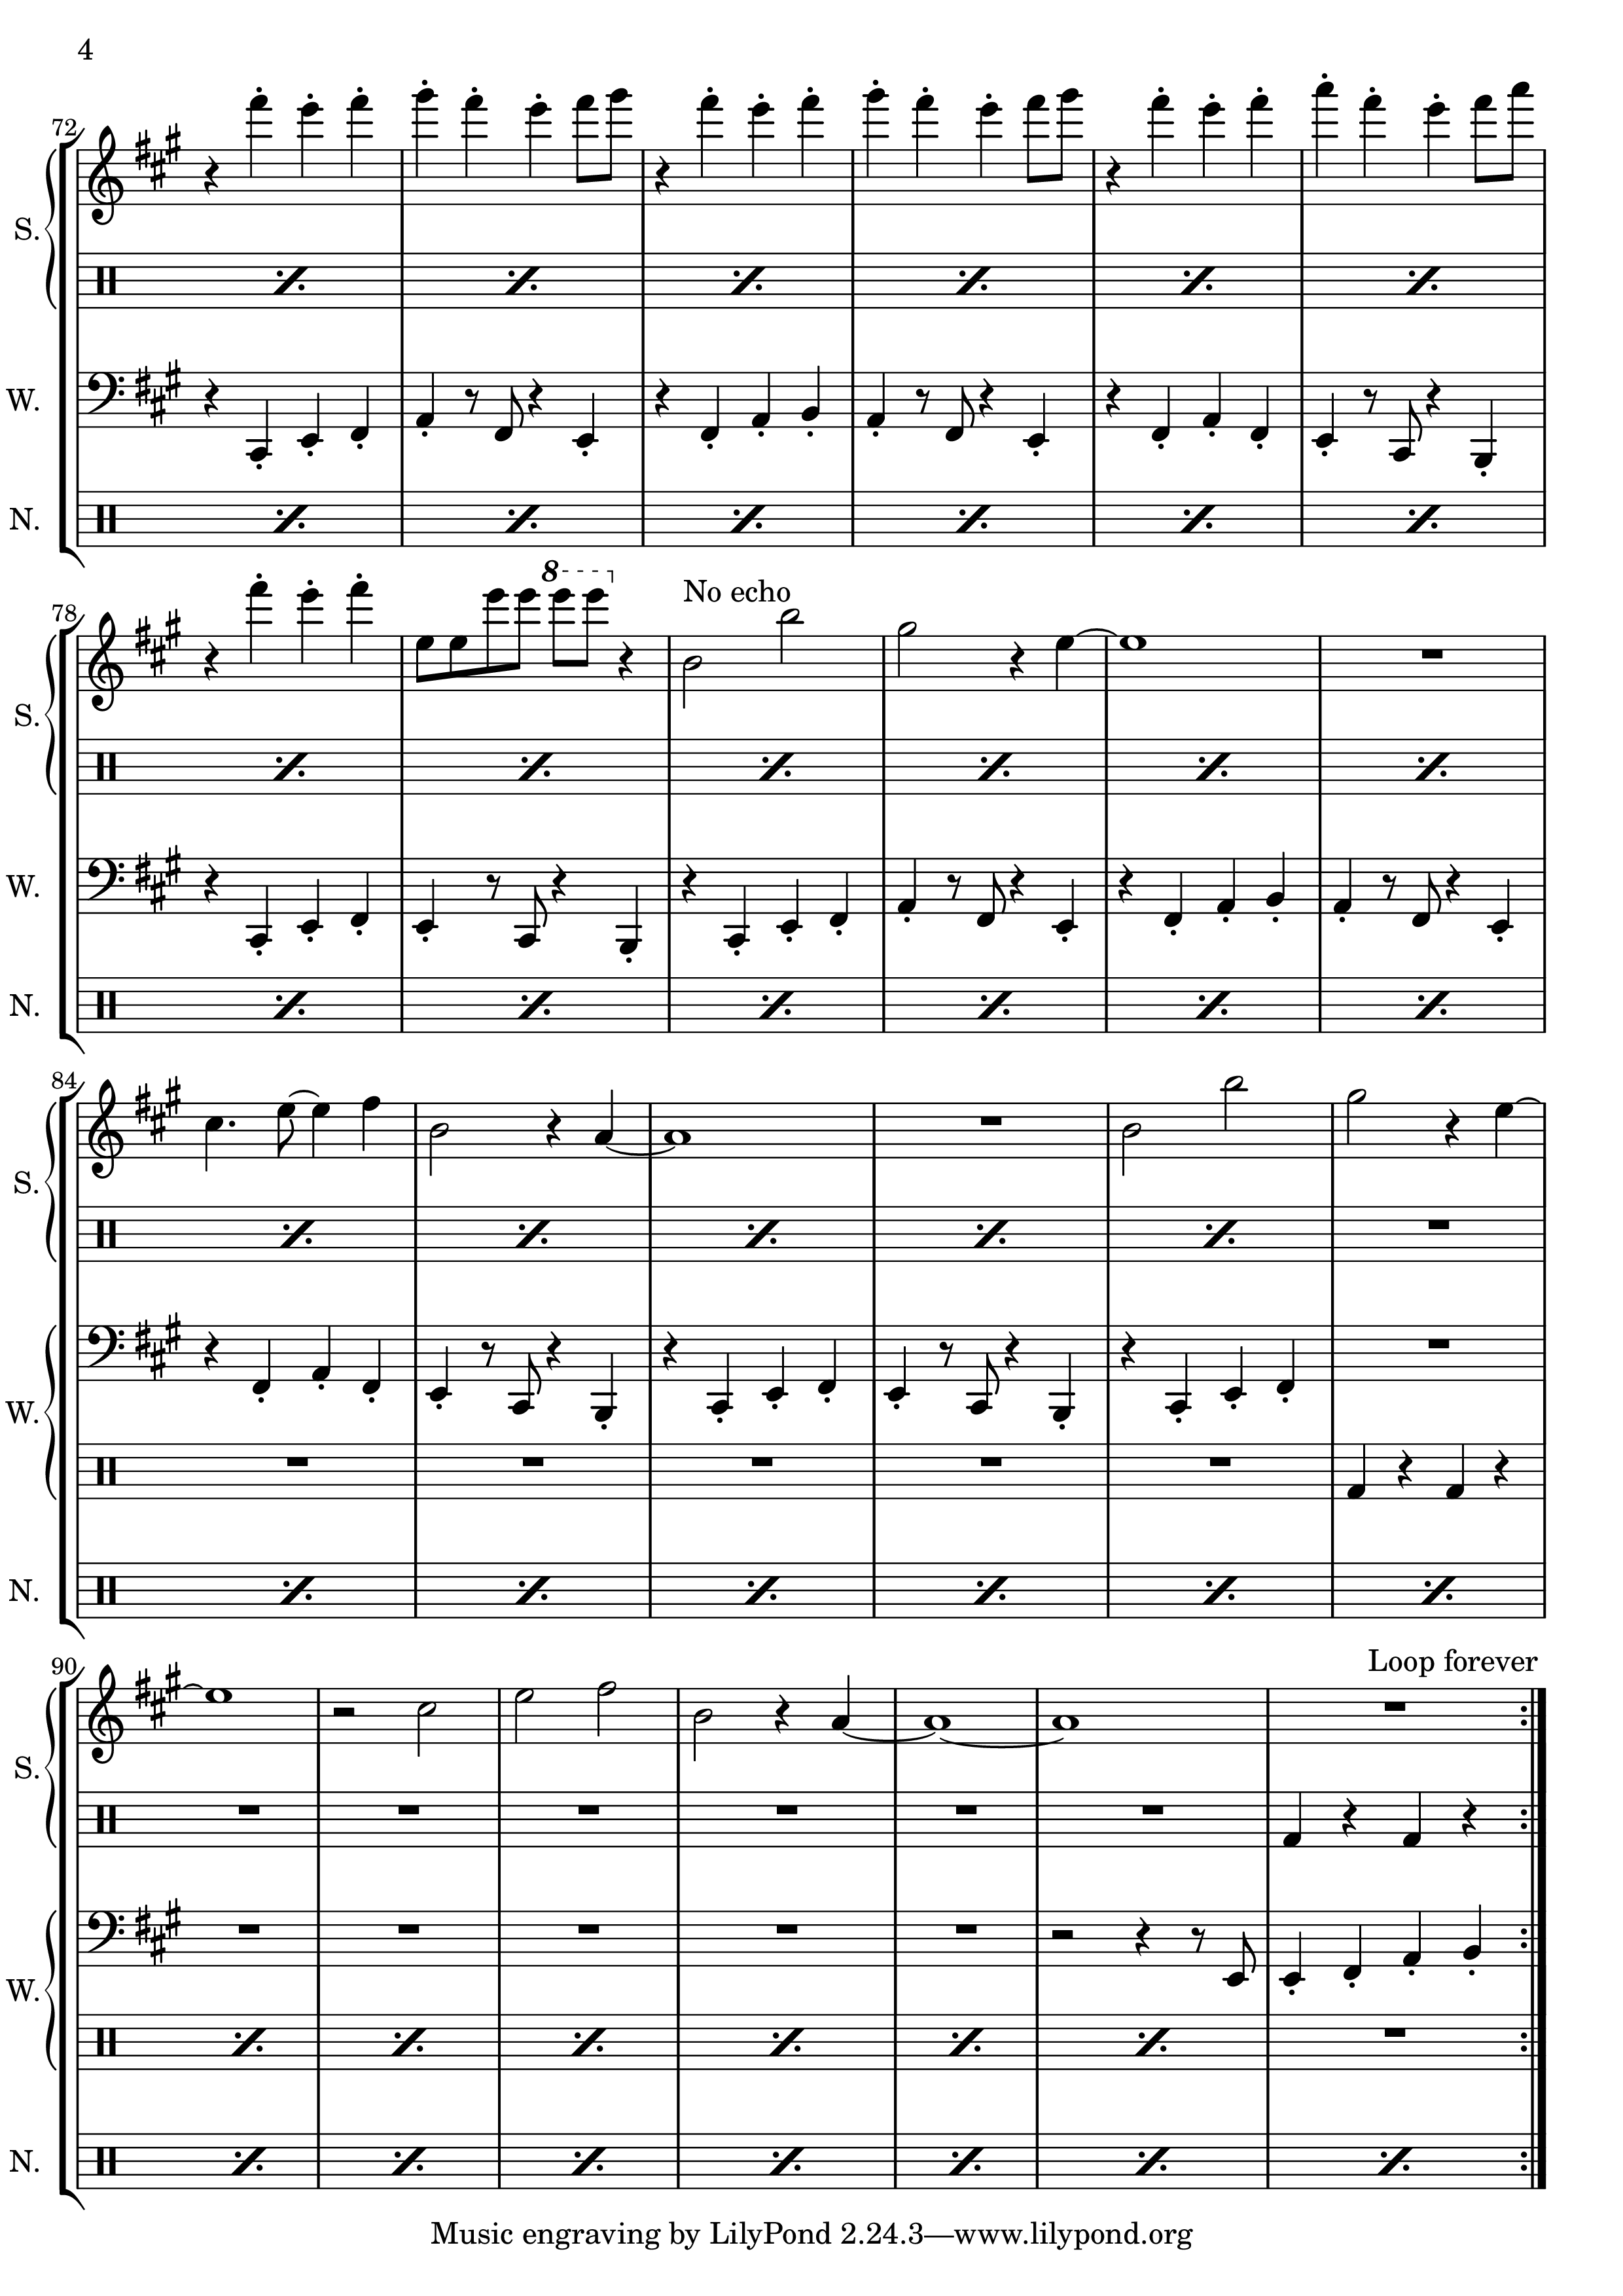 4
72
S.
W.
N.
78
8
No echo
S.
W.
N.
84
S.
W.
N.
90
Loop forever
S.
W.
N.
Music engraving by LilyPond 2.24.3—www.lilypond.org